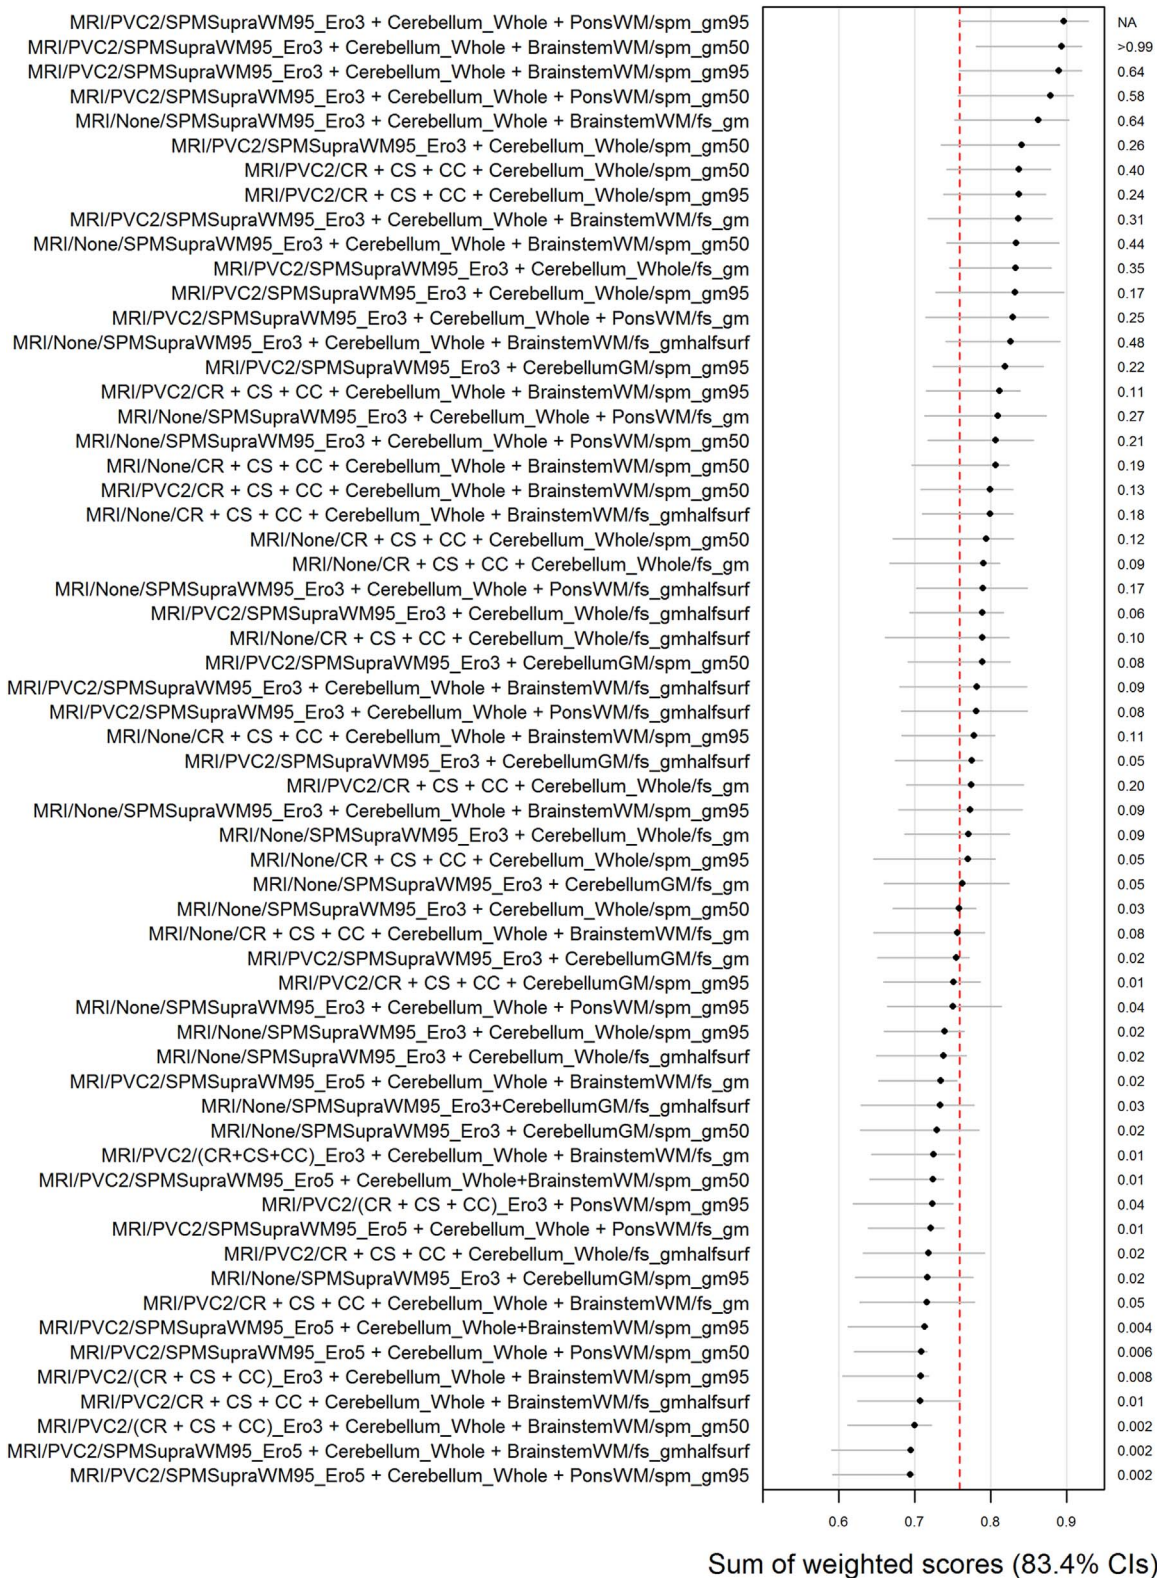 MRI/PVC2/SPMSupraWM95_Ero3 + Cerebellum_Whole + PonsWM/spm_gm95 NA
MRI/PVC2/SPMSupraWM95_Ero3 + Cerebellum_Whole + BrainstemWM/spm_gm50 >0.99
MRI/PVC2/SPMSupraWM95_Ero3 + Cerebellum_Whole + BrainstemWM/spm_gm95 0.64
MRI/PVC2/SPMSupraWM95_Ero3 + Cerebellum_Whole + PonsWM/spm_gm50 0.58
MRI/None/SPMSupraWM95_Ero3 + Cerebellum_Whole + BrainstemWM/fs_gm 0.64
MRI/PVC2/SPMSupraWM95_Ero3 + Cerebellum_Whole/spm_gm50 0.26
MRI/PVC2/CR + CS + CC + Cerebellum_Whole/spm_gm50 0.40
MRI/PVC2/CR + CS + CC + Cerebellum_Whole/spm_gm95 0.24
MRI/PVC2/SPMSupraWM95_Ero3 + Cerebellum_Whole + BrainstemWM/fs_gm 0.31
MRI/None/SPMSupraWM95_Ero3 + Cerebellum_Whole + BrainstemWM/spm_gm50 0.44
MRI/PVC2/SPMSupraWM95_Ero3 + Cerebellum_Whole/fs_gm 0.35
MRI/PVC2/SPMSupraWM95_Ero3 + Cerebellum_Whole/spm_gm95 0.17
MRI/PVC2/SPMSupraWM95_Ero3 + Cerebellum_Whole + PonsWM/fs_gm 0.25
MRI/None/SPMSupraWM95_Ero3 + Cerebellum_Whole + BrainstemWM/fs_gmhalfsurf 0.48
MRI/PVC2/SPMSupraWM95_Ero3 + CerebellumGM/spm_gm95 0.22
MRI/PVC2/CR + CS + CC + Cerebellum_Whole + BrainstemWM/spm_gm95 0.11
MRI/None/SPMSupraWM95_Ero3 + Cerebellum_Whole + PonsWM/fs_gm 0.27
MRI/None/SPMSupraWM95_Ero3 + Cerebellum_Whole + PonsWM/spm_gm50 0.21
MRI/None/CR + CS + CC + Cerebellum_Whole + BrainstemWM/spm_gm50 0.19
MRI/PVC2/CR + CS + CC + Cerebellum_Whole + BrainstemWM/spm_gm50 0.13
MRI/None/CR + CS + CC + Cerebellum_Whole + BrainstemWM/fs_gmhalfsurf 0.18
MRI/None/CR + CS + CC + Cerebellum_Whole/spm_gm50 0.12
MRI/None/CR + CS + CC + Cerebellum_Whole/fs_gm 0.09
MRI/None/SPMSupraWM95_Ero3 + Cerebellum_Whole + PonsWM/fs_gmhalfsurf 0.17
MRI/PVC2/SPMSupraWM95_Ero3 + Cerebellum_Whole/fs_gmhalfsurf 0.06
MRI/None/CR + CS + CC + Cerebellum_Whole/fs_gmhalfsurf 0.10
MRI/PVC2/SPMSupraWM95_Ero3 + CerebellumGM/spm_gm50 0.08
MRI/PVC2/SPMSupraWM95_Ero3 + Cerebellum_Whole + BrainstemWM/fs_gmhalfsurf 0.09
MRI/PVC2/SPMSupraWM95_Ero3 + Cerebellum_Whole + PonsWM/fs_gmhalfsurf 0.08
MRI/None/CR + CS + CC + Cerebellum_Whole + BrainstemWM/spm_gm95 0.11
MRI/PVC2/SPMSupraWM95_Ero3 + CerebellumGM/fs_gmhalfsurf 0.05
MRI/PVC2/CR + CS + CC + Cerebellum_Whole/fs_gm 0.20
MRI/None/SPMSupraWM95_Ero3 + Cerebellum_Whole + BrainstemWM/spm_gm95 0.09
MRI/None/SPMSupraWM95_Ero3 + Cerebellum_Whole/fs_gm 0.09
MRI/None/CR + CS + CC + Cerebellum_Whole/spm_gm95 0.05
MRI/None/SPMSupraWM95_Ero3 + CerebellumGM/fs_gm 0.05
MRI/None/SPMSupraWM95_Ero3 + Cerebellum_Whole/spm_gm50 0.03
MRI/None/CR + CS + CC + Cerebellum_Whole + BrainstemWM/fs_gm 0.08
MRI/PVC2/SPMSupraWM95_Ero3 + CerebellumGM/fs_gm 0.02
MRI/PVC2/CR + CS + CC + CerebellumGM/spm_gm95 0.01
MRI/None/SPMSupraWM95_Ero3 + Cerebellum_Whole + PonsWM/spm_gm95 0.04
MRI/None/SPMSupraWM95_Ero3 + Cerebellum_Whole/spm_gm95 0.02
MRI/None/SPMSupraWM95_Ero3 + Cerebellum_Whole/fs_gmhalfsurf 0.02
MRI/PVC2/SPMSupraWM95_Ero5 + Cerebellum_Whole + BrainstemWM/fs_gm 0.02
MRI/None/SPMSupraWM95_Ero3+CerebellumGM/fs_gmhalfsurf 0.03
MRI/None/SPMSupraWM95_Ero3 + CerebellumGM/spm_gm50 0.02
MRI/PVC2/(CR+CS+CC)_Ero3 + Cerebellum_Whole + BrainstemWM/fs_gm 0.01
MRI/PVC2/SPMSupraWM95_Ero5 + Cerebellum_Whole+BrainstemWM/spm_gm50 0.01
MRI/PVC2/(CR + CS + CC)_Ero3 + PonsWM/spm_gm95 0.04
MRI/PVC2/SPMSupraWM95_Ero5 + Cerebellum_Whole + PonsWM/fs_gm 0.01
MRI/PVC2/CR + CS + CC + Cerebellum_Whole/fs_gmhalfsurf 0.02
MRI/None/SPMSupraWM95_Ero3 + CerebellumGM/spm_gm95 0.02
MRI/PVC2/CR + CS + CC + Cerebellum_Whole + BrainstemWM/fs_gm 0.05
MRI/PVC2/SPMSupraWM95_Ero5 + Cerebellum_Whole+BrainstemWM/spm_gm95 0.004
MRI/PVC2/SPMSupraWM95_Ero5 + Cerebellum_Whole + PonsWM/spm_gm50 0.006
MRI/PVC2/(CR + CS + CC)_Ero3 + Cerebellum_Whole + BrainstemWM/spm_gm95 0.008
MRI/PVC2/CR + CS + CC + Cerebellum_Whole + BrainstemWM/fs_gmhalfsurf 0.01
MRI/PVC2/(CR + CS + CC)_Ero3 + Cerebellum_Whole + BrainstemWM/spm_gm50 0.002
MRI/PVC2/SPMSupraWM95_Ero5 + Cerebellum_Whole + BrainstemWM/fs_gmhalfsurf 0.002
MRI/PVC2/SPMSupraWM95_Ero5 + Cerebellum_Whole + PonsWM/spm_gm95 0.002
0.6 0.7 0.8 0.9
Sum of weighted scores (83.4% CIs)